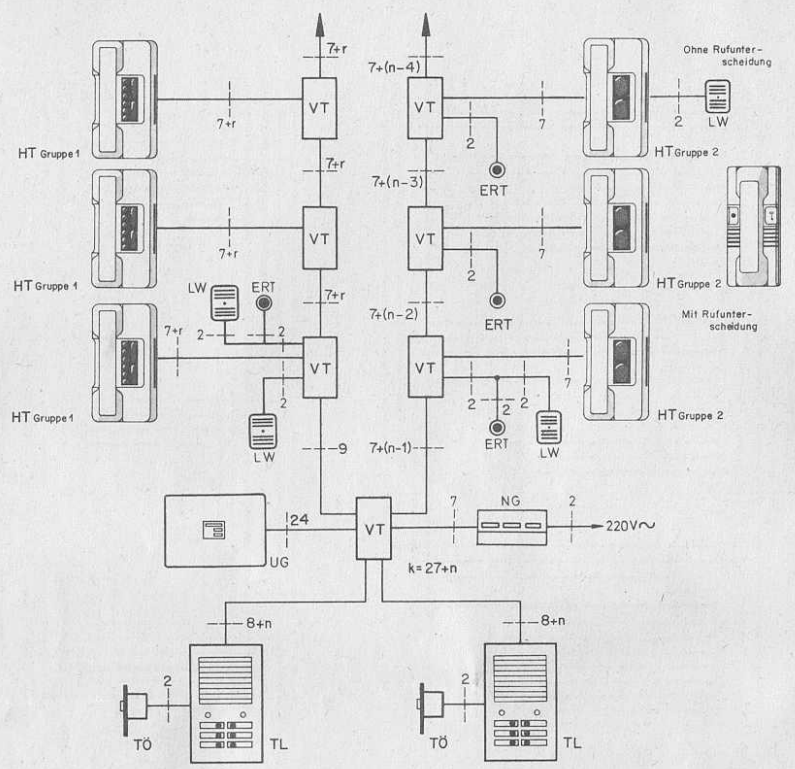 7+r
7+(n-4)
Ohne Rufunter-
scheidung
VT
VT
7+r
2
7
2
LW
HT Gruppe 1
HT Gruppe 2
7+r
7+(n-3)
ERT
VT
VT
7+r
2
7
HT Gruppe 1
HT Gruppe 2
LW
ERT
7+r
7+(n-2)
ERT
Mit Rufunter-
scheidung
7+r
2
2
VT
VT
7
2
2
2
2
HT Gruppe 1
HT Gruppe 2
LW
9
7+(n-1)
ERT
LW
24
VT
7
NG
2
220V~
UG
k=27+n
8+n
8+n
2
2
TÖ
TL
TÖ
TL